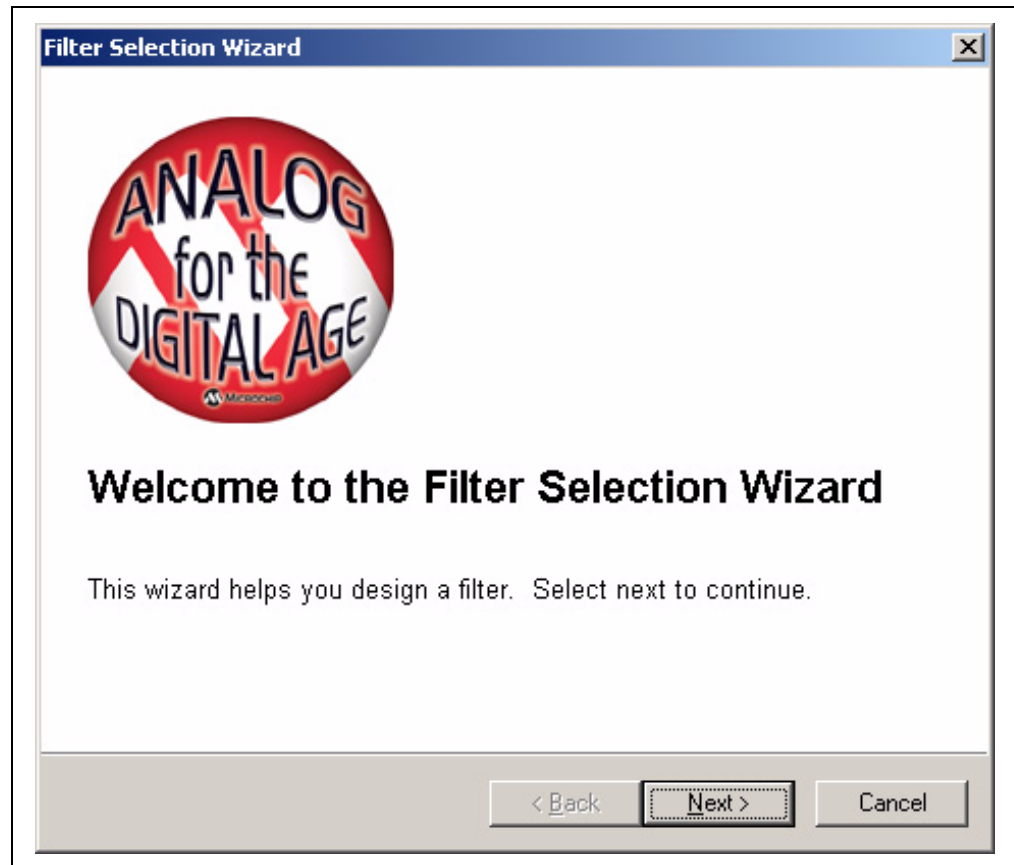 Filter Selection Wizard
ANALOG
for the
DIGITAL AGE
MICROCHIP
Welcome to the Filter Selection Wizard
This wizard helps you design a filter.  Select next to continue.
< Back
Next >
Cancel